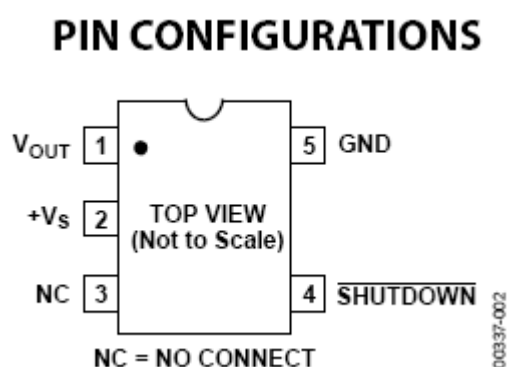 PIN CONFIGURATIONS
VOUT 1
5 GND
+VS 2
TOP VIEW
(Not to Scale)
NC 3
4 SHUTDOWN
NC = NO CONNECT
00337-002